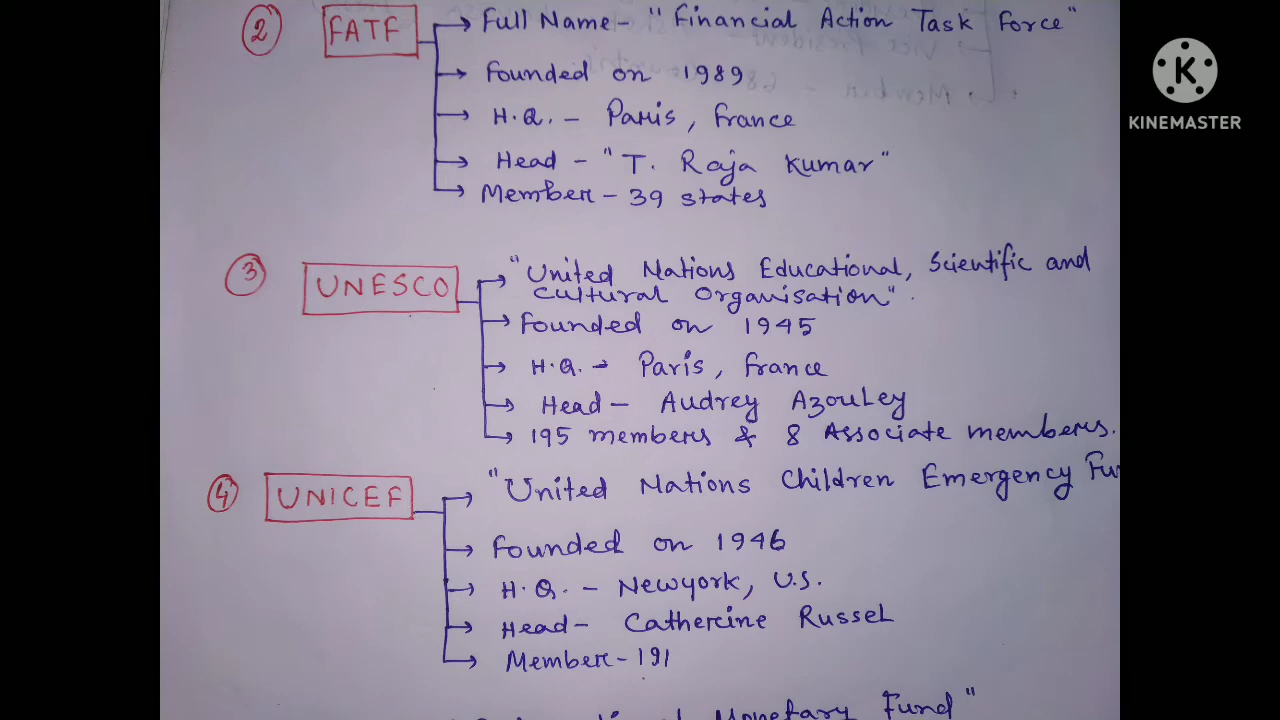 ② FATF → Full Name - "Financial Action Task Force"
→ Founded on 1989
→ H.Q. - Paris, France
→ Head - "T. Raja Kumar"
→ Member - 39 states
③ UNESCO → "United Nations Educational, Scientific and
Cultural Organisation".
→ Founded on 1945
→ H.Q. → Paris, France
→ Head - Audrey Azouley
→ 195 members & 8 Associate members.
④ UNICEF → "United Nations Children Emergency Fu
→ Founded on 1946
→ H.Q. - Newyork, U.S.
→ Head - Catherine Russel
→ Member - 191
Monetary Fund"
K
KINEMASTER